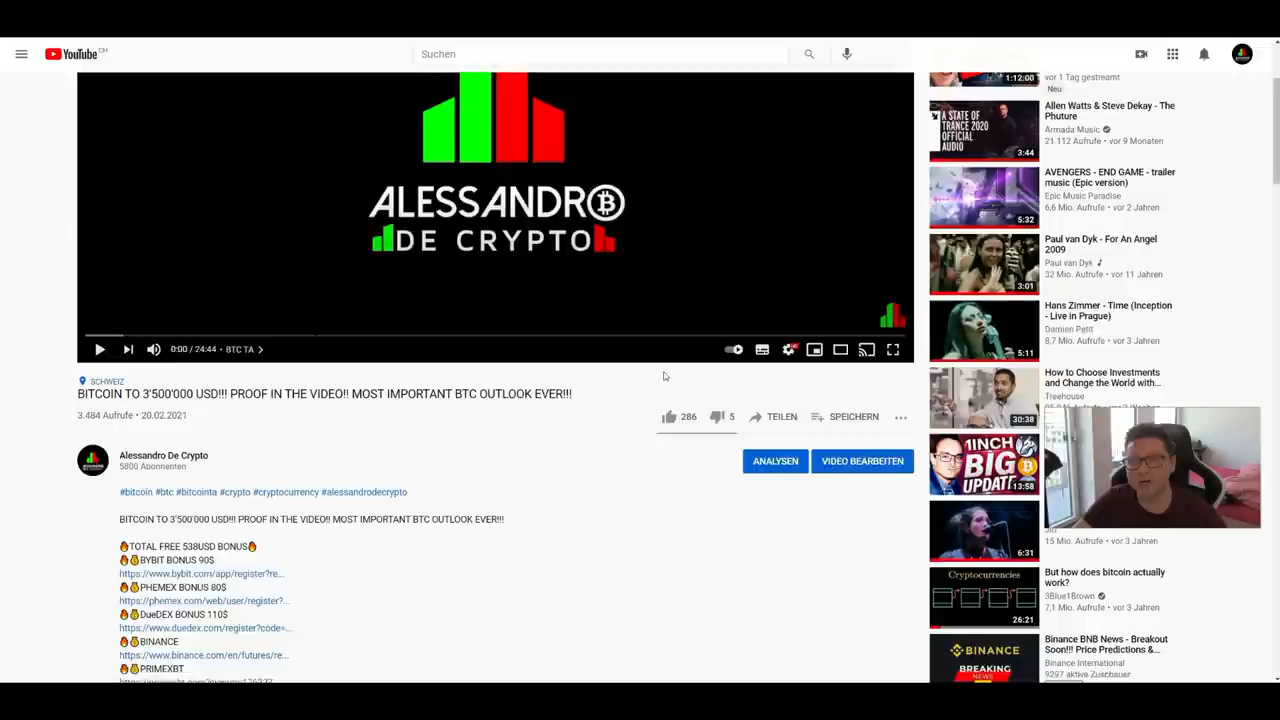 YouTube CH
Suchen
ALESSANDRO
DE CRYPTO
0:00 / 24:44 • BTC TA
SCHWEIZ
BITCOIN TO 3'500'000 USD!!! PROOF IN THE VIDEO!! MOST IMPORTANT BTC OUTLOOK EVER!!!
3.484 Aufrufe • 20.02.2021
286
5
TEILEN
SPEICHERN
Alessandro De Crypto
5800 Abonnenten
ANALYSEN
VIDEO BEARBEITEN
#bitcoin #btc #bitcointa #crypto #cryptocurrency #alessandrodecrypto
BITCOIN TO 3'500'000 USD!!! PROOF IN THE VIDEO!! MOST IMPORTANT BTC OUTLOOK EVER!!!
🔥TOTAL FREE 538USD BONUS🔥
🔥💰BYBIT BONUS 90$
https://www.bybit.com/app/register?re...
🔥💰PHEMEX BONUS 80$
https://phemex.com/web/user/register?...
🔥💰DueDEX BONUS 110$
https://www.duedex.com/register?code=...
🔥💰BINANCE
https://www.binance.com/en/futures/re...
🔥💰PRIMEXBT
1:12:00
vor 1 Tag gestreamt
Neu
A STATE OF
TRANCE 2020
OFFICIAL
AUDIO
3:44
Allen Watts & Steve Dekay - The
Phuture
Armada Music
21.112 Aufrufe • vor 9 Monaten
5:32
AVENGERS - END GAME - trailer
music (Epic version)
Epic Music Paradise
6,6 Mio. Aufrufe • vor 2 Jahren
3:01
Paul van Dyk - For An Angel
2009
Paul van Dyk
32 Mio. Aufrufe • vor 11 Jahren
5:11
Hans Zimmer - Time (Inception
- Live in Prague)
Damien Petit
8.7 Mio. Aufrufe • vor 3 Jahren
30:38
How to Choose Investments
and Change the World with...
Treehouse
1INCH
BIG
UPDATE
13:58
6:31
15 Mio. Aufrufe • vor 3 Jahren
Cryptocurrencies
26:21
But how does bitcoin actually
work?
3Blue1Brown
7,1 Mio. Aufrufe • vor 3 Jahren
BINANCE
BREAKING
NEWS
Binance BNB News - Breakout
Soon!!! Price Predictions &...
Binance International
9297 aktive Zuschauer